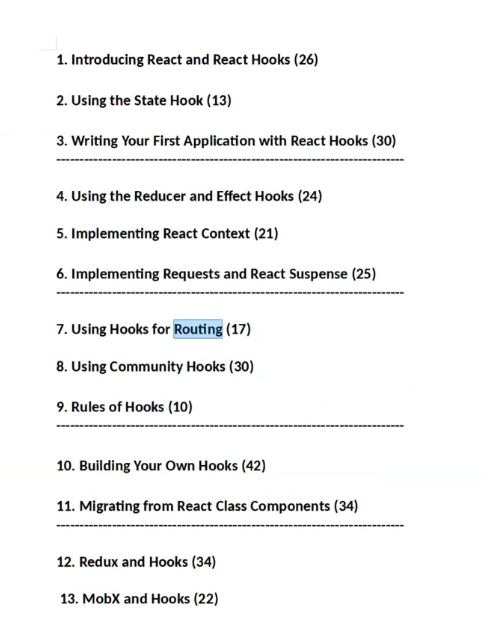 1. Introducing React and React Hooks (26)
2. Using the State Hook (13)
3. Writing Your First Application with React Hooks (30)
--------------------------------------------------------------------------
4. Using the Reducer and Effect Hooks (24)
5. Implementing React Context (21)
6. Implementing Requests and React Suspense (25)
--------------------------------------------------------------------------
7. Using Hooks for Routing (17)
8. Using Community Hooks (30)
9. Rules of Hooks (10)
--------------------------------------------------------------------------
10. Building Your Own Hooks (42)
11. Migrating from React Class Components (34)
--------------------------------------------------------------------------
12. Redux and Hooks (34)
13. MobX and Hooks (22)